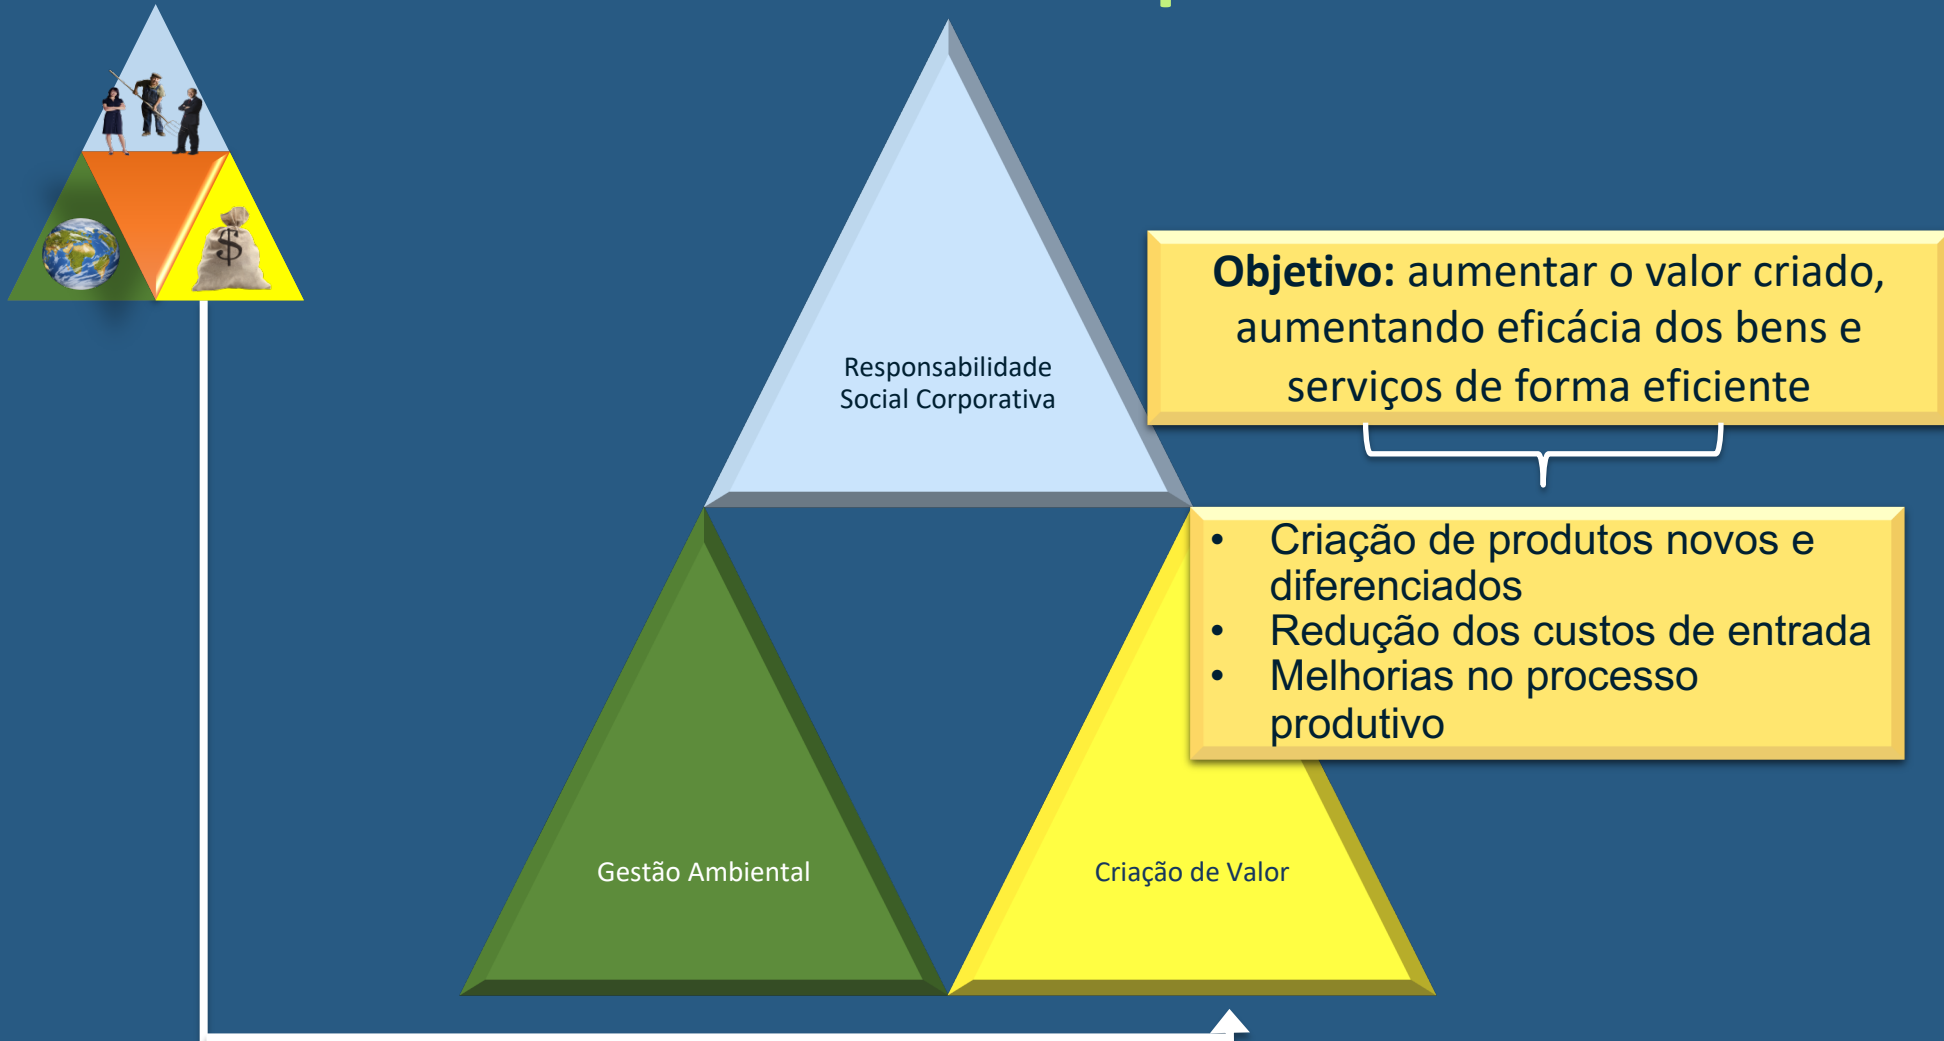 Responsabilidade
Social Corporativa
Objetivo: aumentar o valor criado,
aumentando eficácia dos bens e
serviços de forma eficiente
• Criação de produtos novos e
diferenciados
• Redução dos custos de entrada
• Melhorias no processo
produtivo
Gestão Ambiental
Criação de Valor
$